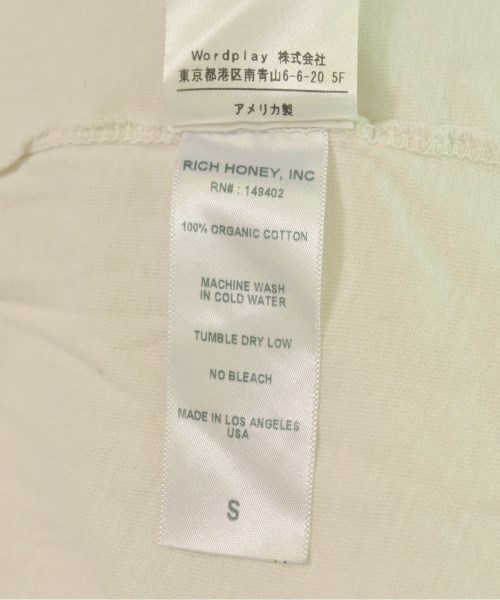 Wordplay 株式会社
東京都港区南青山6-6-20 5F
アメリカ製
RICH HONEY, INC
RN# : 149402
100% ORGANIC COTTON
MACHINE WASH
IN COLD WATER
TUMBLE DRY LOW
NO BLEACH
MADE IN LOS ANGELES
USA
S